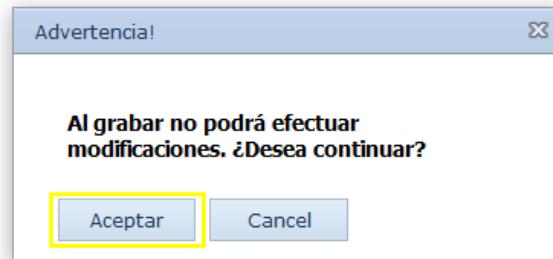 Advertencia!
Al grabar no podrá efectuar
modificaciones. ¿Desea continuar?
Aceptar
Cancel